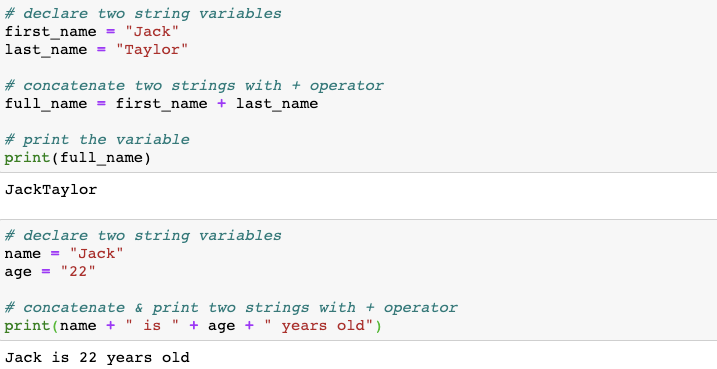 # declare two string variables
first_name = "Jack"
last_name = "Taylor"
# concatenate two strings with + operator
full_name = first_name + last_name
# print the variable
print(full_name)
JackTaylor
# declare two string variables
name = "Jack"
age = "22"
# concatenate & print two strings with + operator
print(name + " is " + age + " years old")
Jack is 22 years old